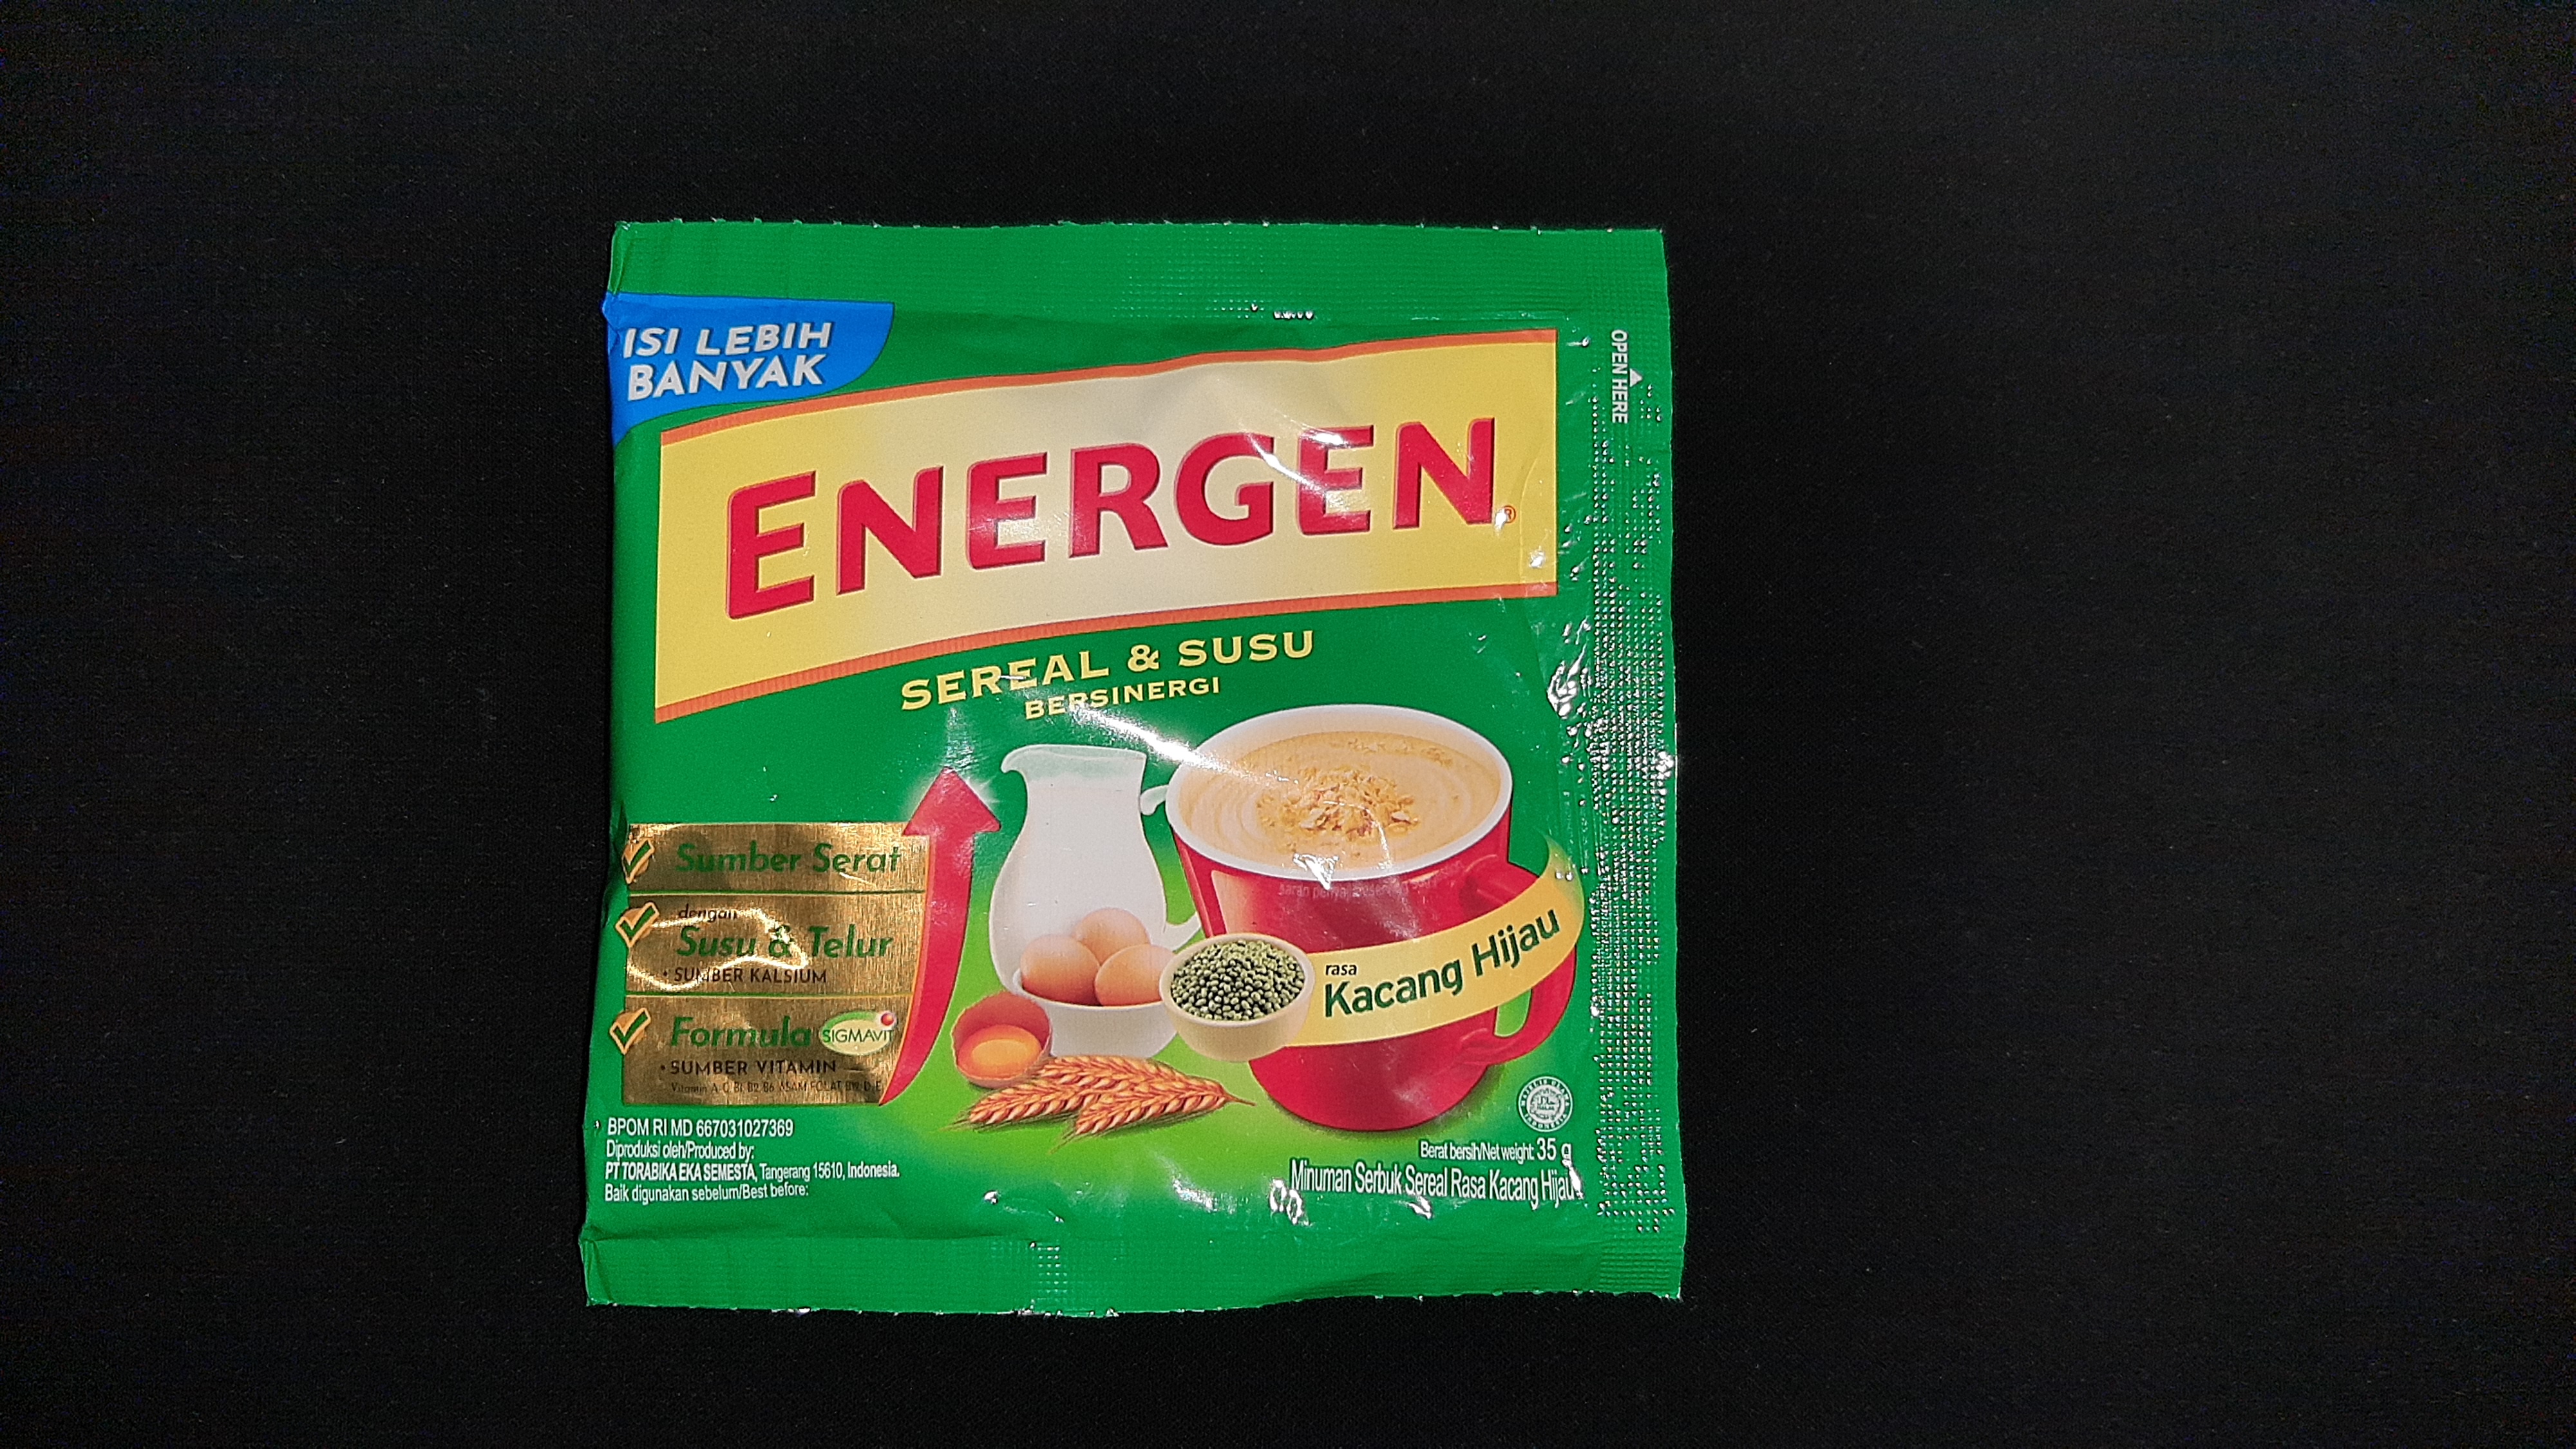 ISI LEBIH
BANYAK
ENERGEN®
SEREAL & SUSU
BERSINERGI
Sumber Serat
dengan
Susu & Telur
• SUMBER KALSIUM
Formula SIGMAVIT
• SUMBER VITAMIN
rasa
Kacang Hijau
BPOM RI MD 667031027369
Diproduksi oleh/Produced by:
PT TORABIKA EKA SEMESTA, Tangerang 15610, Indonesia.
Baik digunakan sebelum/Best before:
Berat bersih/Net weight: 35 g
Minuman Serbuk Sereal Rasa Kacang Hijau
OPEN HERE